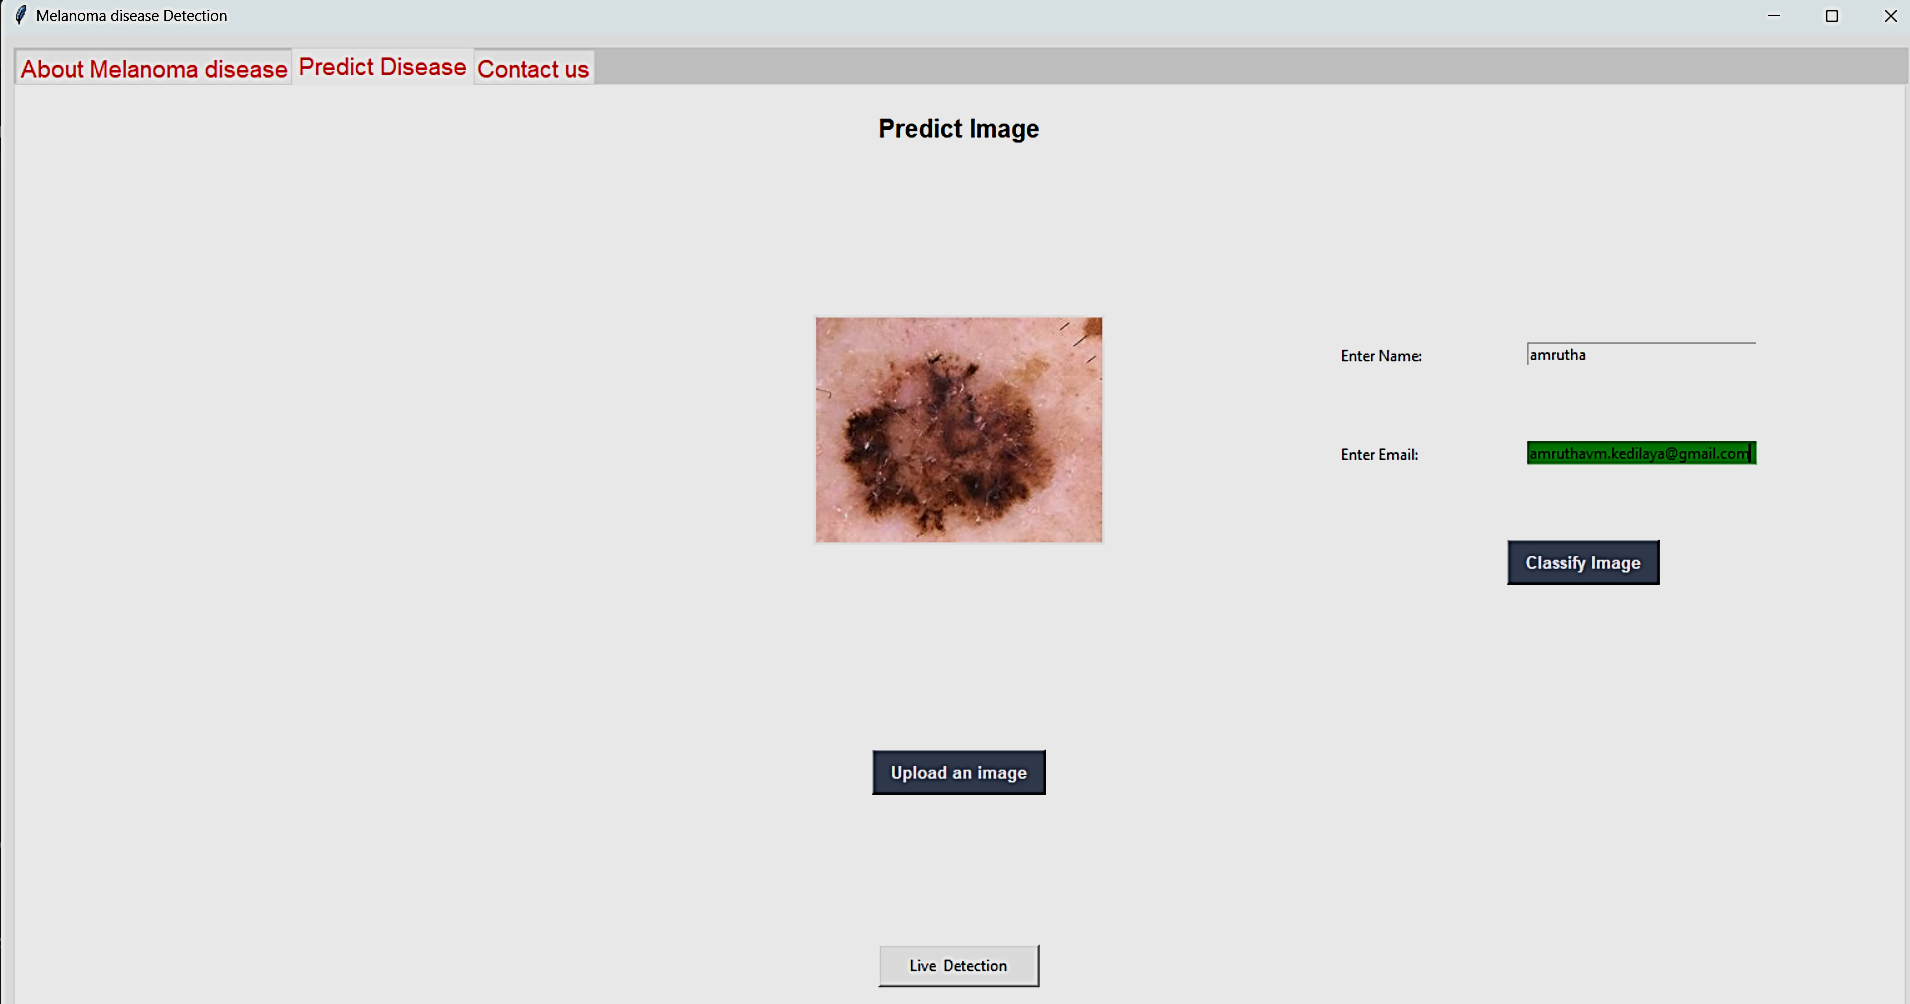 Melanoma disease Detection
About Melanoma disease Predict Disease Contact us
Predict Image
Enter Name: amrutha
Enter Email: amruthavm.kedilaya@gmail.com
Classify Image
Upload an image
Live Detection